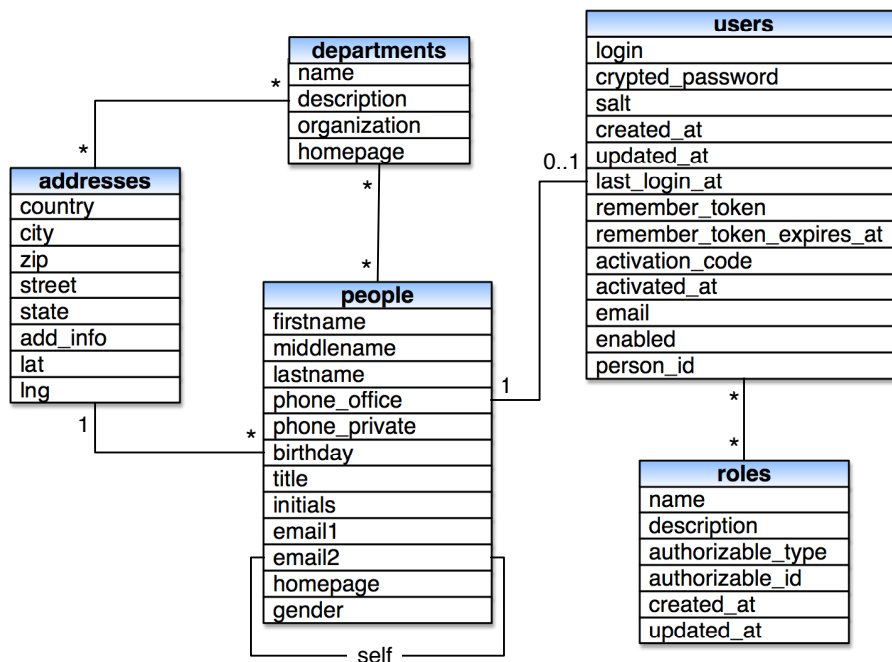 departments
name
description
organization
homepage
*
*
addresses
country
city
zip
street
state
add_info
lat
lng
*
*
1
*
people
firstname
middlename
lastname
phone_office
phone_private
birthday
title
initials
email1
email2
homepage
gender
self
1
0..1
users
login
crypted_password
salt
created_at
updated_at
last_login_at
remember_token
remember_token_expires_at
activation_code
activated_at
email
enabled
person_id
*
*
roles
name
description
authorizable_type
authorizable_id
created_at
updated_at